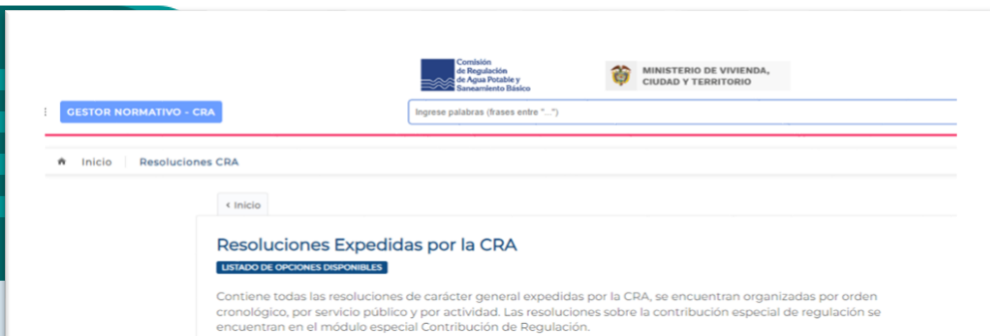 Comisión
de Regulación
de Agua Potable y
Saneamiento Básico
MINISTERIO DE VIVIENDA,
CIUDAD Y TERRITORIO
GESTOR NORMATIVO - CRA
Ingrese palabras (frases entre "...")
Inicio
Resoluciones CRA
< Inicio
Resoluciones Expedidas por la CRA
LISTADO DE OPCIONES DISPONIBLES
Contiene todas las resoluciones de carácter general expedidas por la CRA, se encuentran organizadas por orden
cronológico, por servicio público y por actividad. Las resoluciones sobre la contribución especial de regulación se
encuentran en el módulo especial Contribución de Regulación.